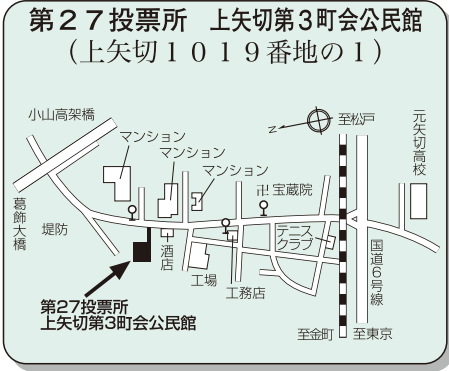 第２７投票所　上矢切第３町会公民館
（上矢切１０１９番地の１）
小山高架橋
マンション
マンション
マンション
N
至松戸
元矢切高校
卍 宝蔵院
葛飾大橋
堤防
酒店
テニス
クラブ
国道６号線
工場
工務店
第27投票所
上矢切第３町会公民館
至金町
至東京